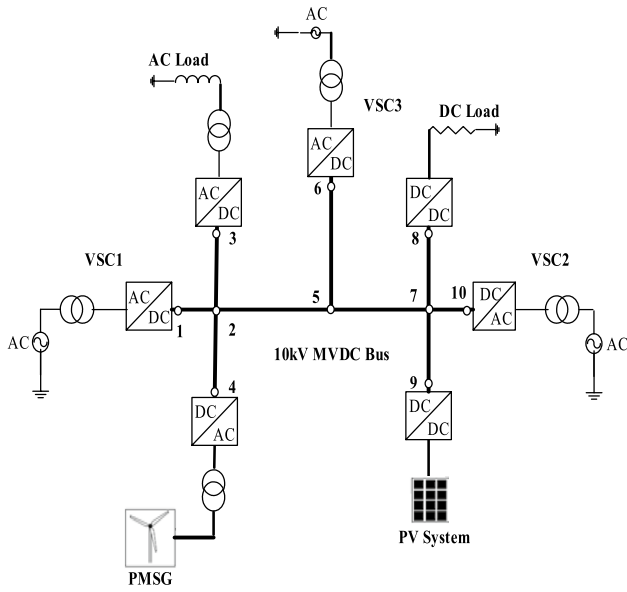 AC
AC Load
VSC3
DC Load
AC
DC
AC
DC
DC
DC
6
3
8
VSC1
VSC2
AC
DC
5
7
10
DC
AC
1
2
AC
10kV MVDC Bus
AC
4
9
DC
AC
DC
DC
PV System
PMSG